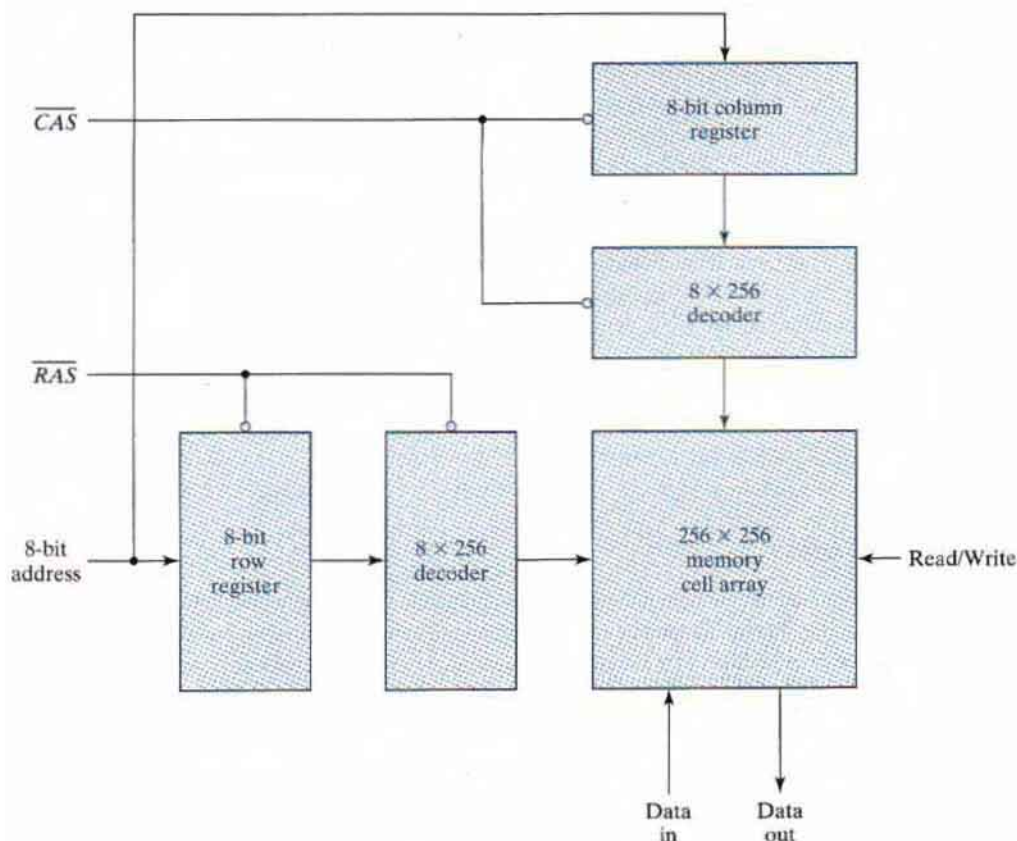 8-bit column
register
CAS
8 × 256
decoder
RAS
8-bit
address
8-bit
row
register
8 × 256
decoder
256 × 256
memory
cell array
Read/Write
Data
in
Data
out